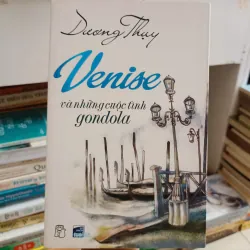 Dương Thụy
Venise
và những cuộc tình
gondola